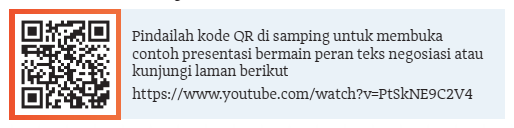 Pindailah kode QR di samping untuk membuka
contoh presentasi bermain peran teks negosiasi atau
kunjungi laman berikut
https://www.youtube.com/watch?v=PtSkNE9C2V4